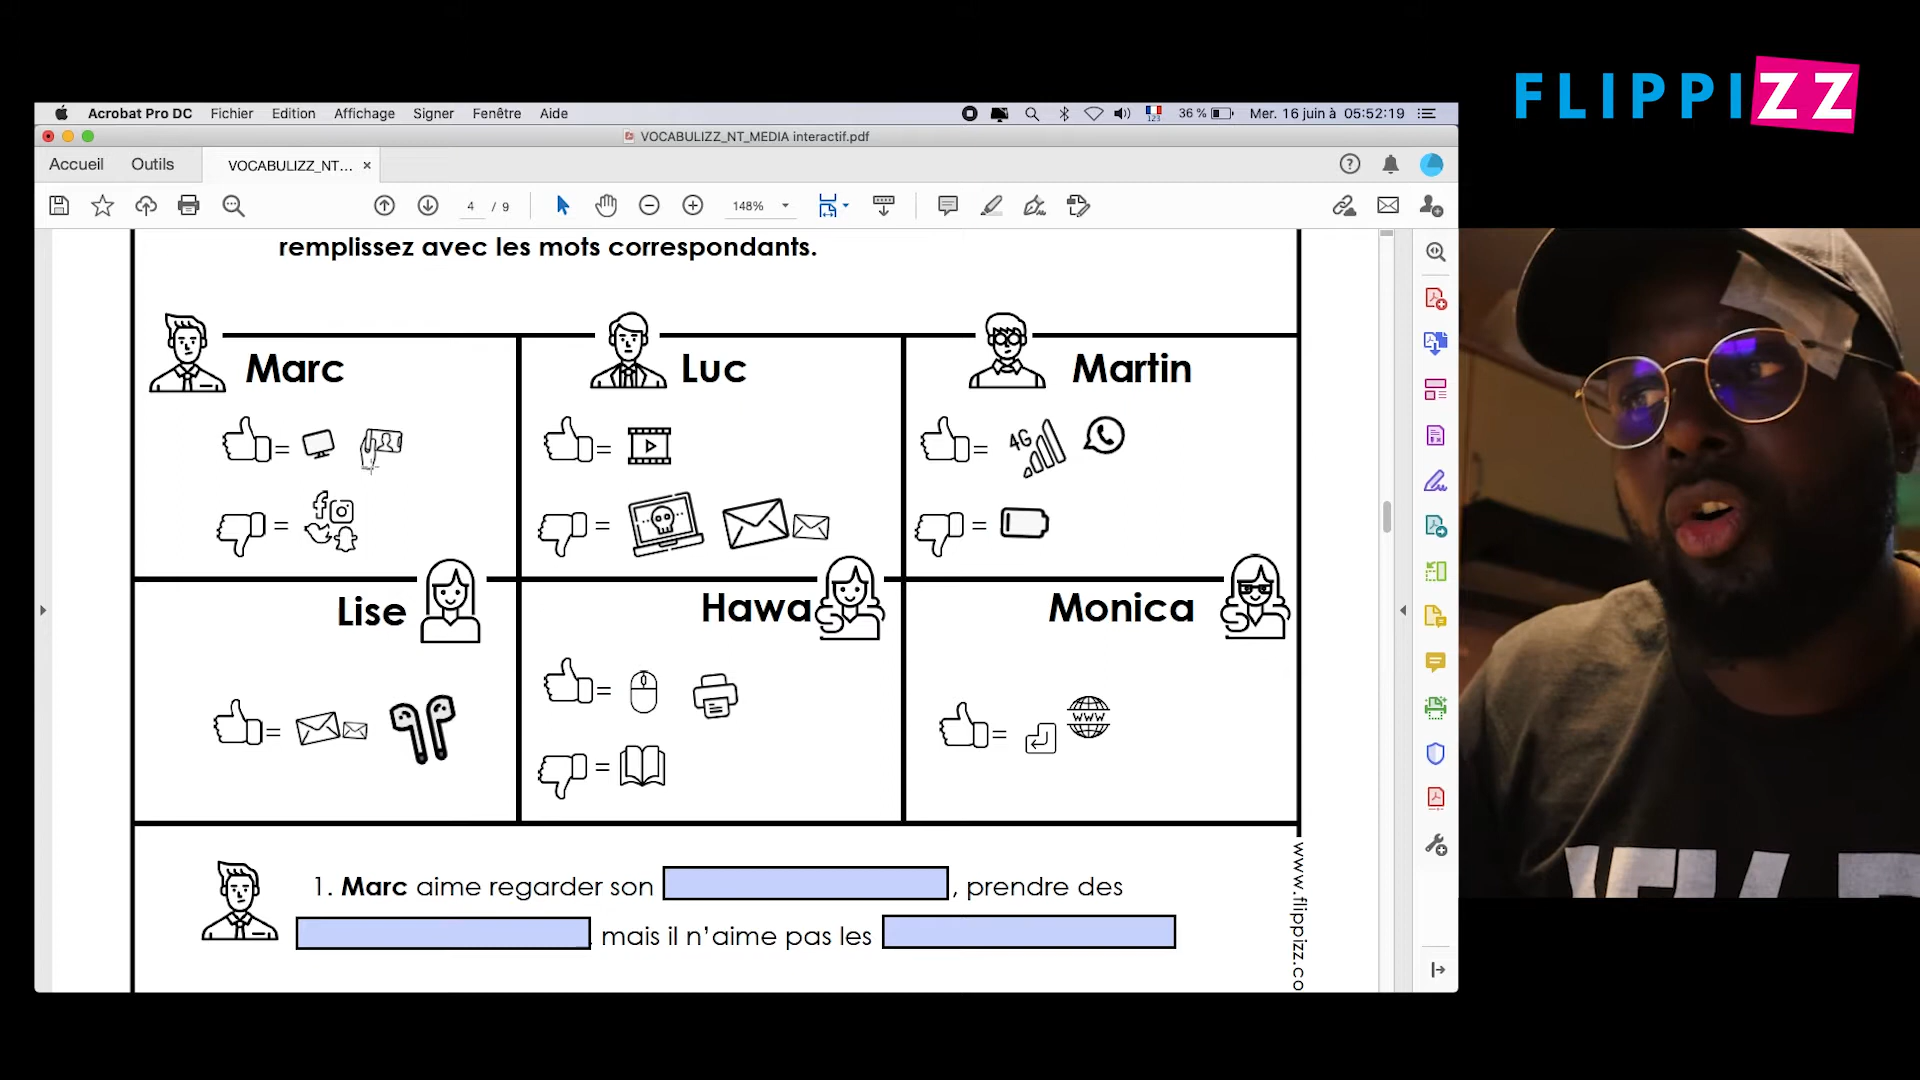 FLIPPIZZ
Acrobat Pro DC Fichier Edition Affichage Signer Fenêtre Aide 123 36 % Mer. 16 juin à 05:52:19
VOCABULIZZ_NT_MEDIA interactif.pdf
Accueil Outils VOCABULIZZ_NT... ×
4 / 9 148%
remplissez avec les mots correspondants.
Marc Luc Martin
= = 4G =
= = =
Lise Hawa Monica
= = = WWW
=
1. Marc aime regarder son , prendre des
mais il n'aime pas les
www.flippizz.co